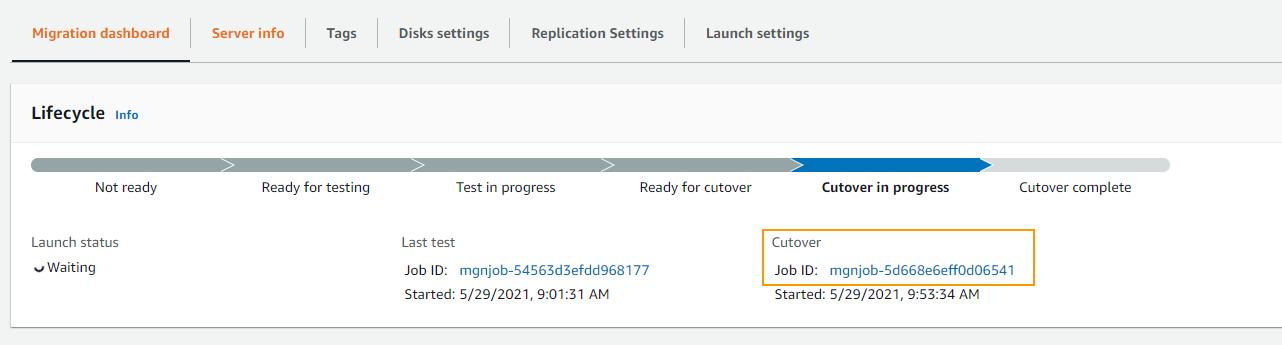 Migration dashboard Server info Tags Disks settings Replication Settings Launch settings
Lifecycle Info
Not ready Ready for testing Test in progress Ready for cutover Cutover in progress Cutover complete
Launch status Last test Cutover
Waiting Job ID: mgnjob-54563d3efdd968177 Job ID: mgnjob-5d668e6eff0d06541
Started: 5/29/2021, 9:01:31 AM Started: 5/29/2021, 9:53:34 AM